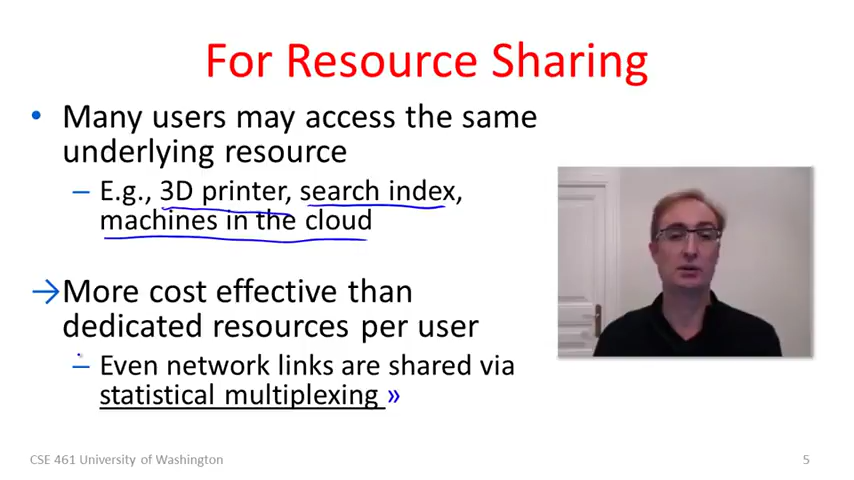 For Resource Sharing
• Many users may access the same
underlying resource
– E.g., 3D printer, search index,
machines in the cloud
→More cost effective than
dedicated resources per user
– Even network links are shared via
statistical multiplexing »
CSE 461 University of Washington
5